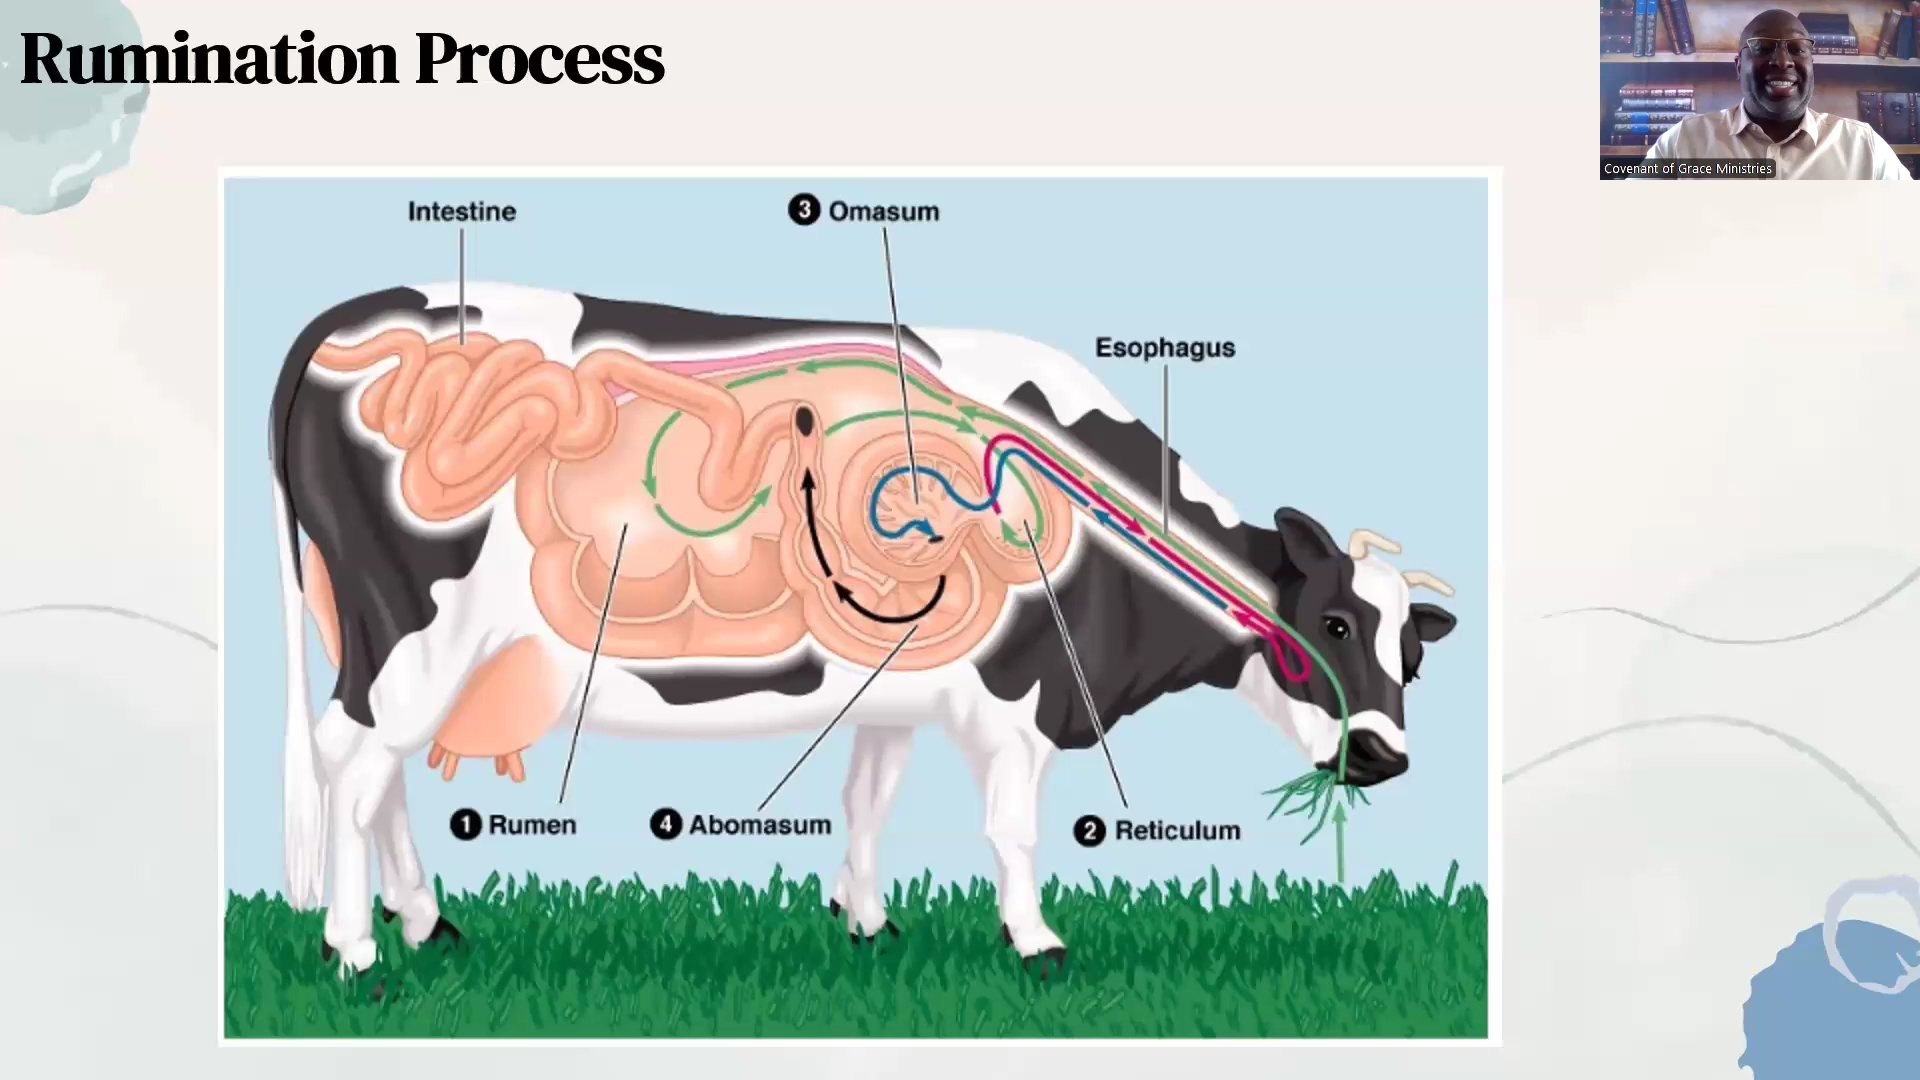 Rumination Process
Covenant of Grace Ministries
Intestine
3 Omasum
Esophagus
1 Rumen
4 Abomasum
2 Reticulum